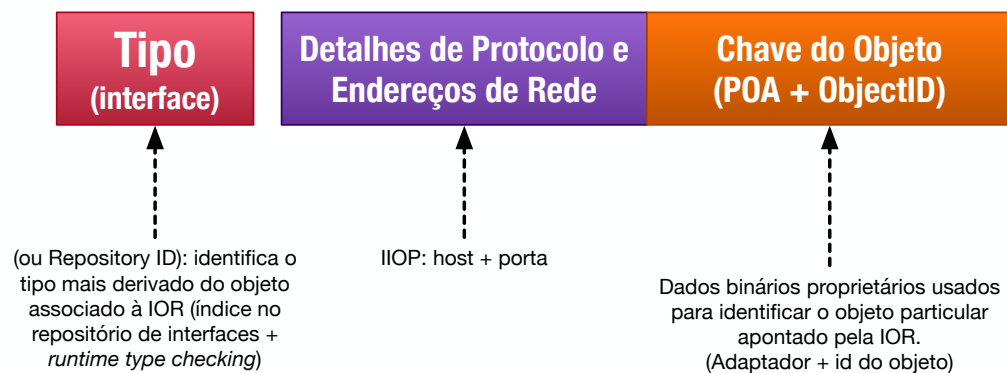 Tipo
(interface)
Detalhes de Protocolo e
Endereços de Rede
Chave do Objeto
(POA + ObjectID)
(ou Repository ID): identifica o
tipo mais derivado do objeto
associado à IOR (índice no
repositório de interfaces +
runtime type checking)
IIOP: host + porta
Dados binários proprietários usados
para identificar o objeto particular
apontado pela IOR.
(Adaptador + id do objeto)